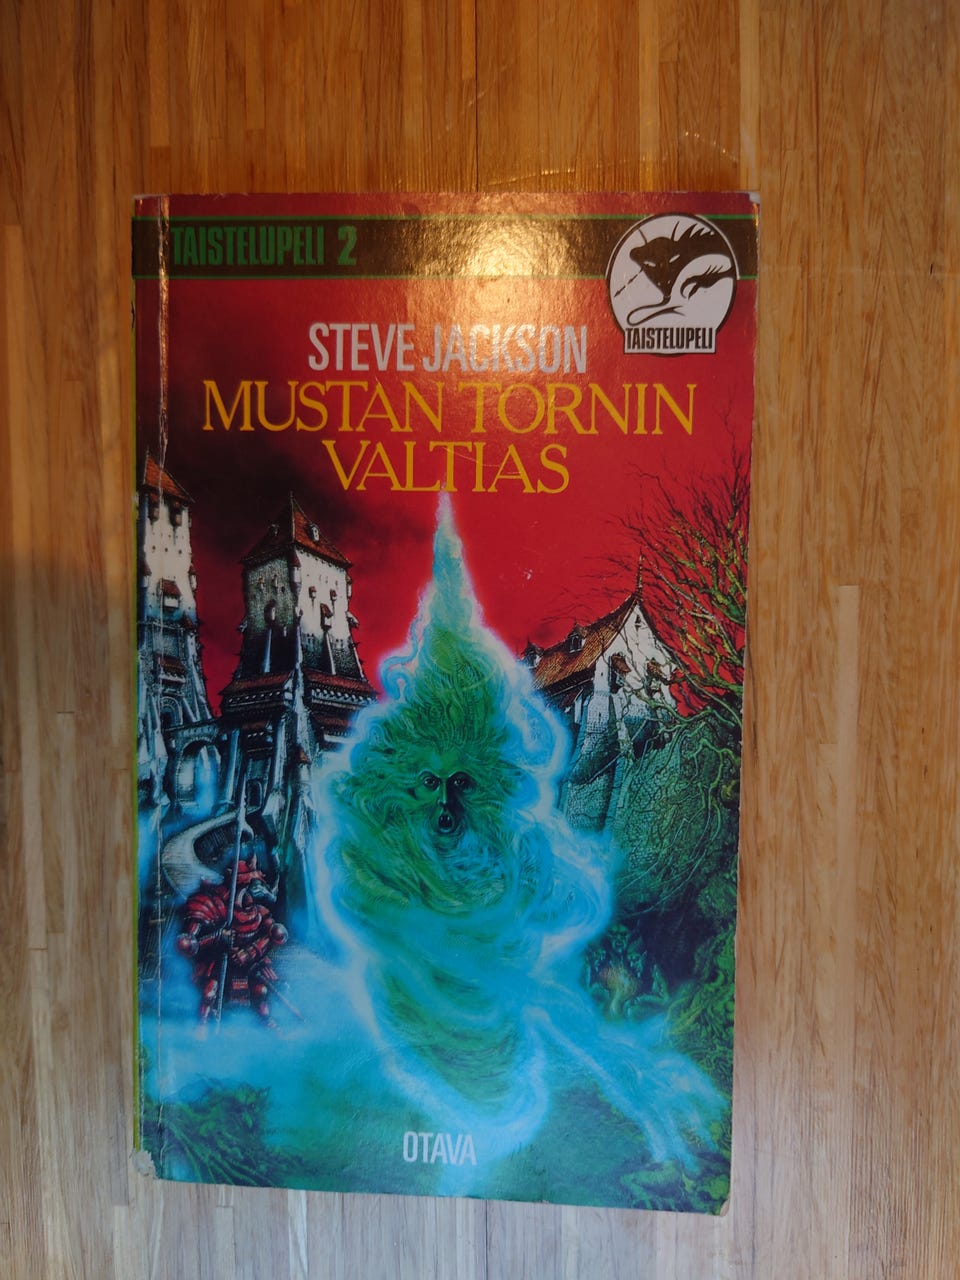 TAISTELUPELI 2
TAISTELUPELI
STEVE JACKSON
MUSTAN TORNIN
VALTIAS
OTAVA